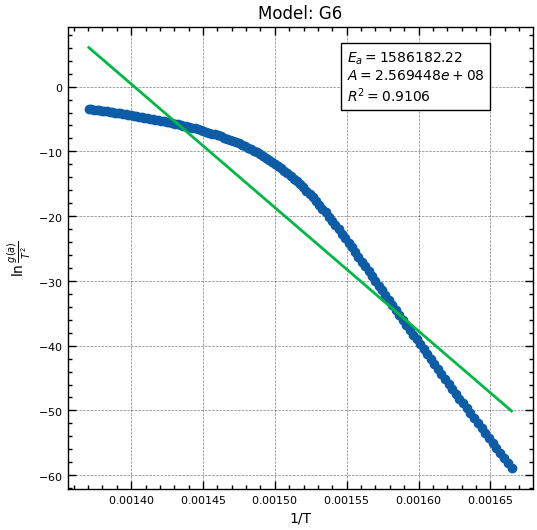 Model: G6
E_a = 1586182.22
A = 2.569448e + 08
R^2 = 0.9106
0
−10
−20
−30
−40
−50
−60
ln g(a)/T^2
0.00140 0.00145 0.00150 0.00155 0.00160 0.00165
1/T